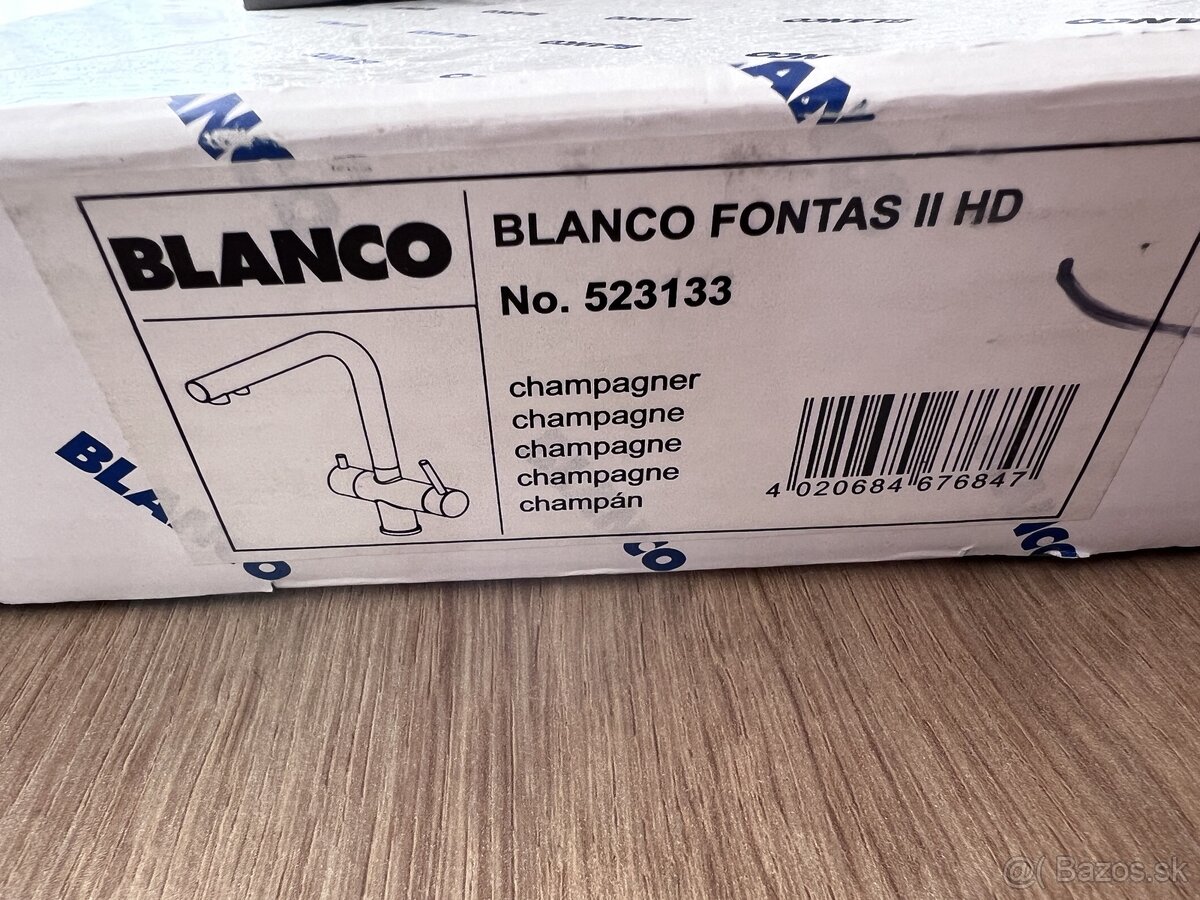 BLANCO
BLANCO FONTAS II HD
No. 523133
champagner
champagne
champagne
champagne
champán
4 020684 676847
@( Bazos.sk